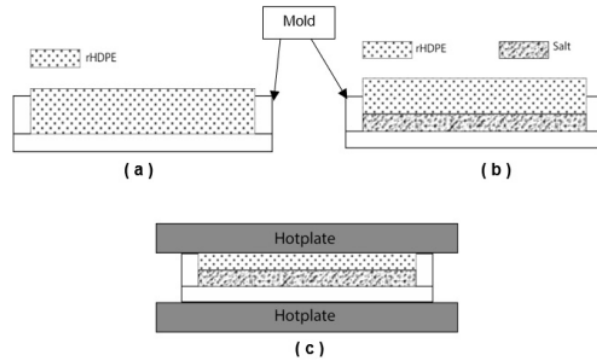 Mold
rHDPE
rHDPE
Salt
( a )
( b )
Hotplate
Hotplate
( c )